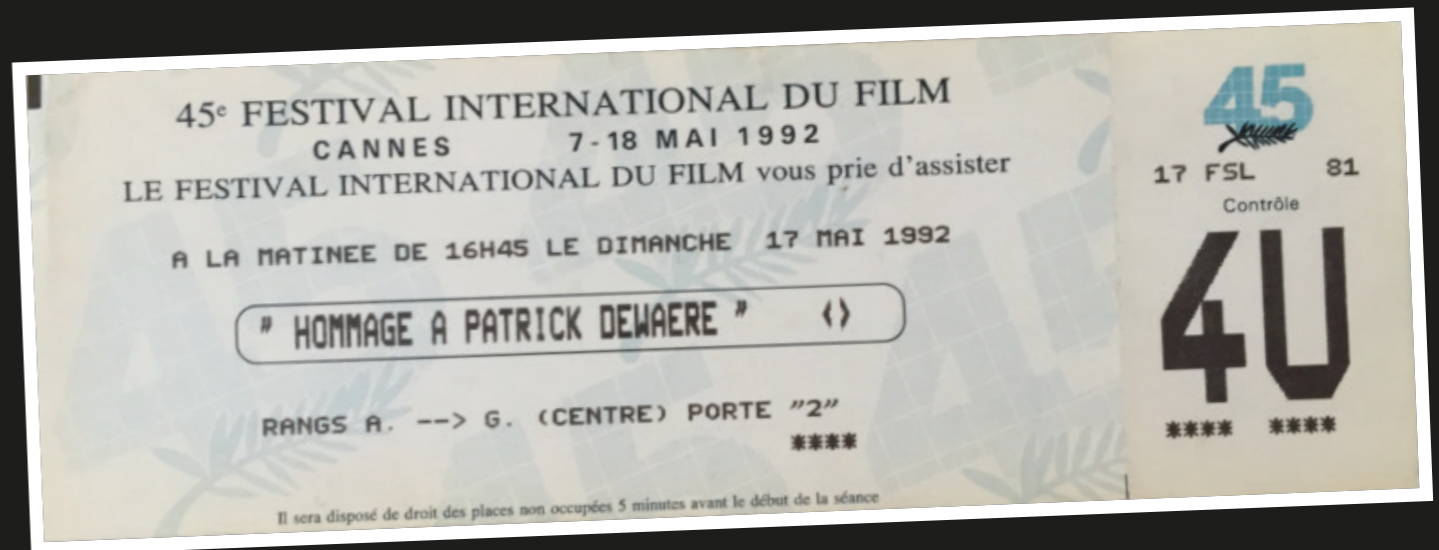 45e FESTIVAL INTERNATIONAL DU FILM
CANNES 7-18 MAI 1992
LE FESTIVAL INTERNATIONAL DU FILM vous prie d'assister
A LA MATINEE DE 16H45 LE DIMANCHE 17 MAI 1992
" HOMMAGE A PATRICK DEWAERE " <>
RANGS A. --> G. (CENTRE) PORTE "2"
****
Il sera disposé de droit des places non occupées 5 minutes avant le début de la séance
45
17 FSL 81
Contrôle
4U
**** ****